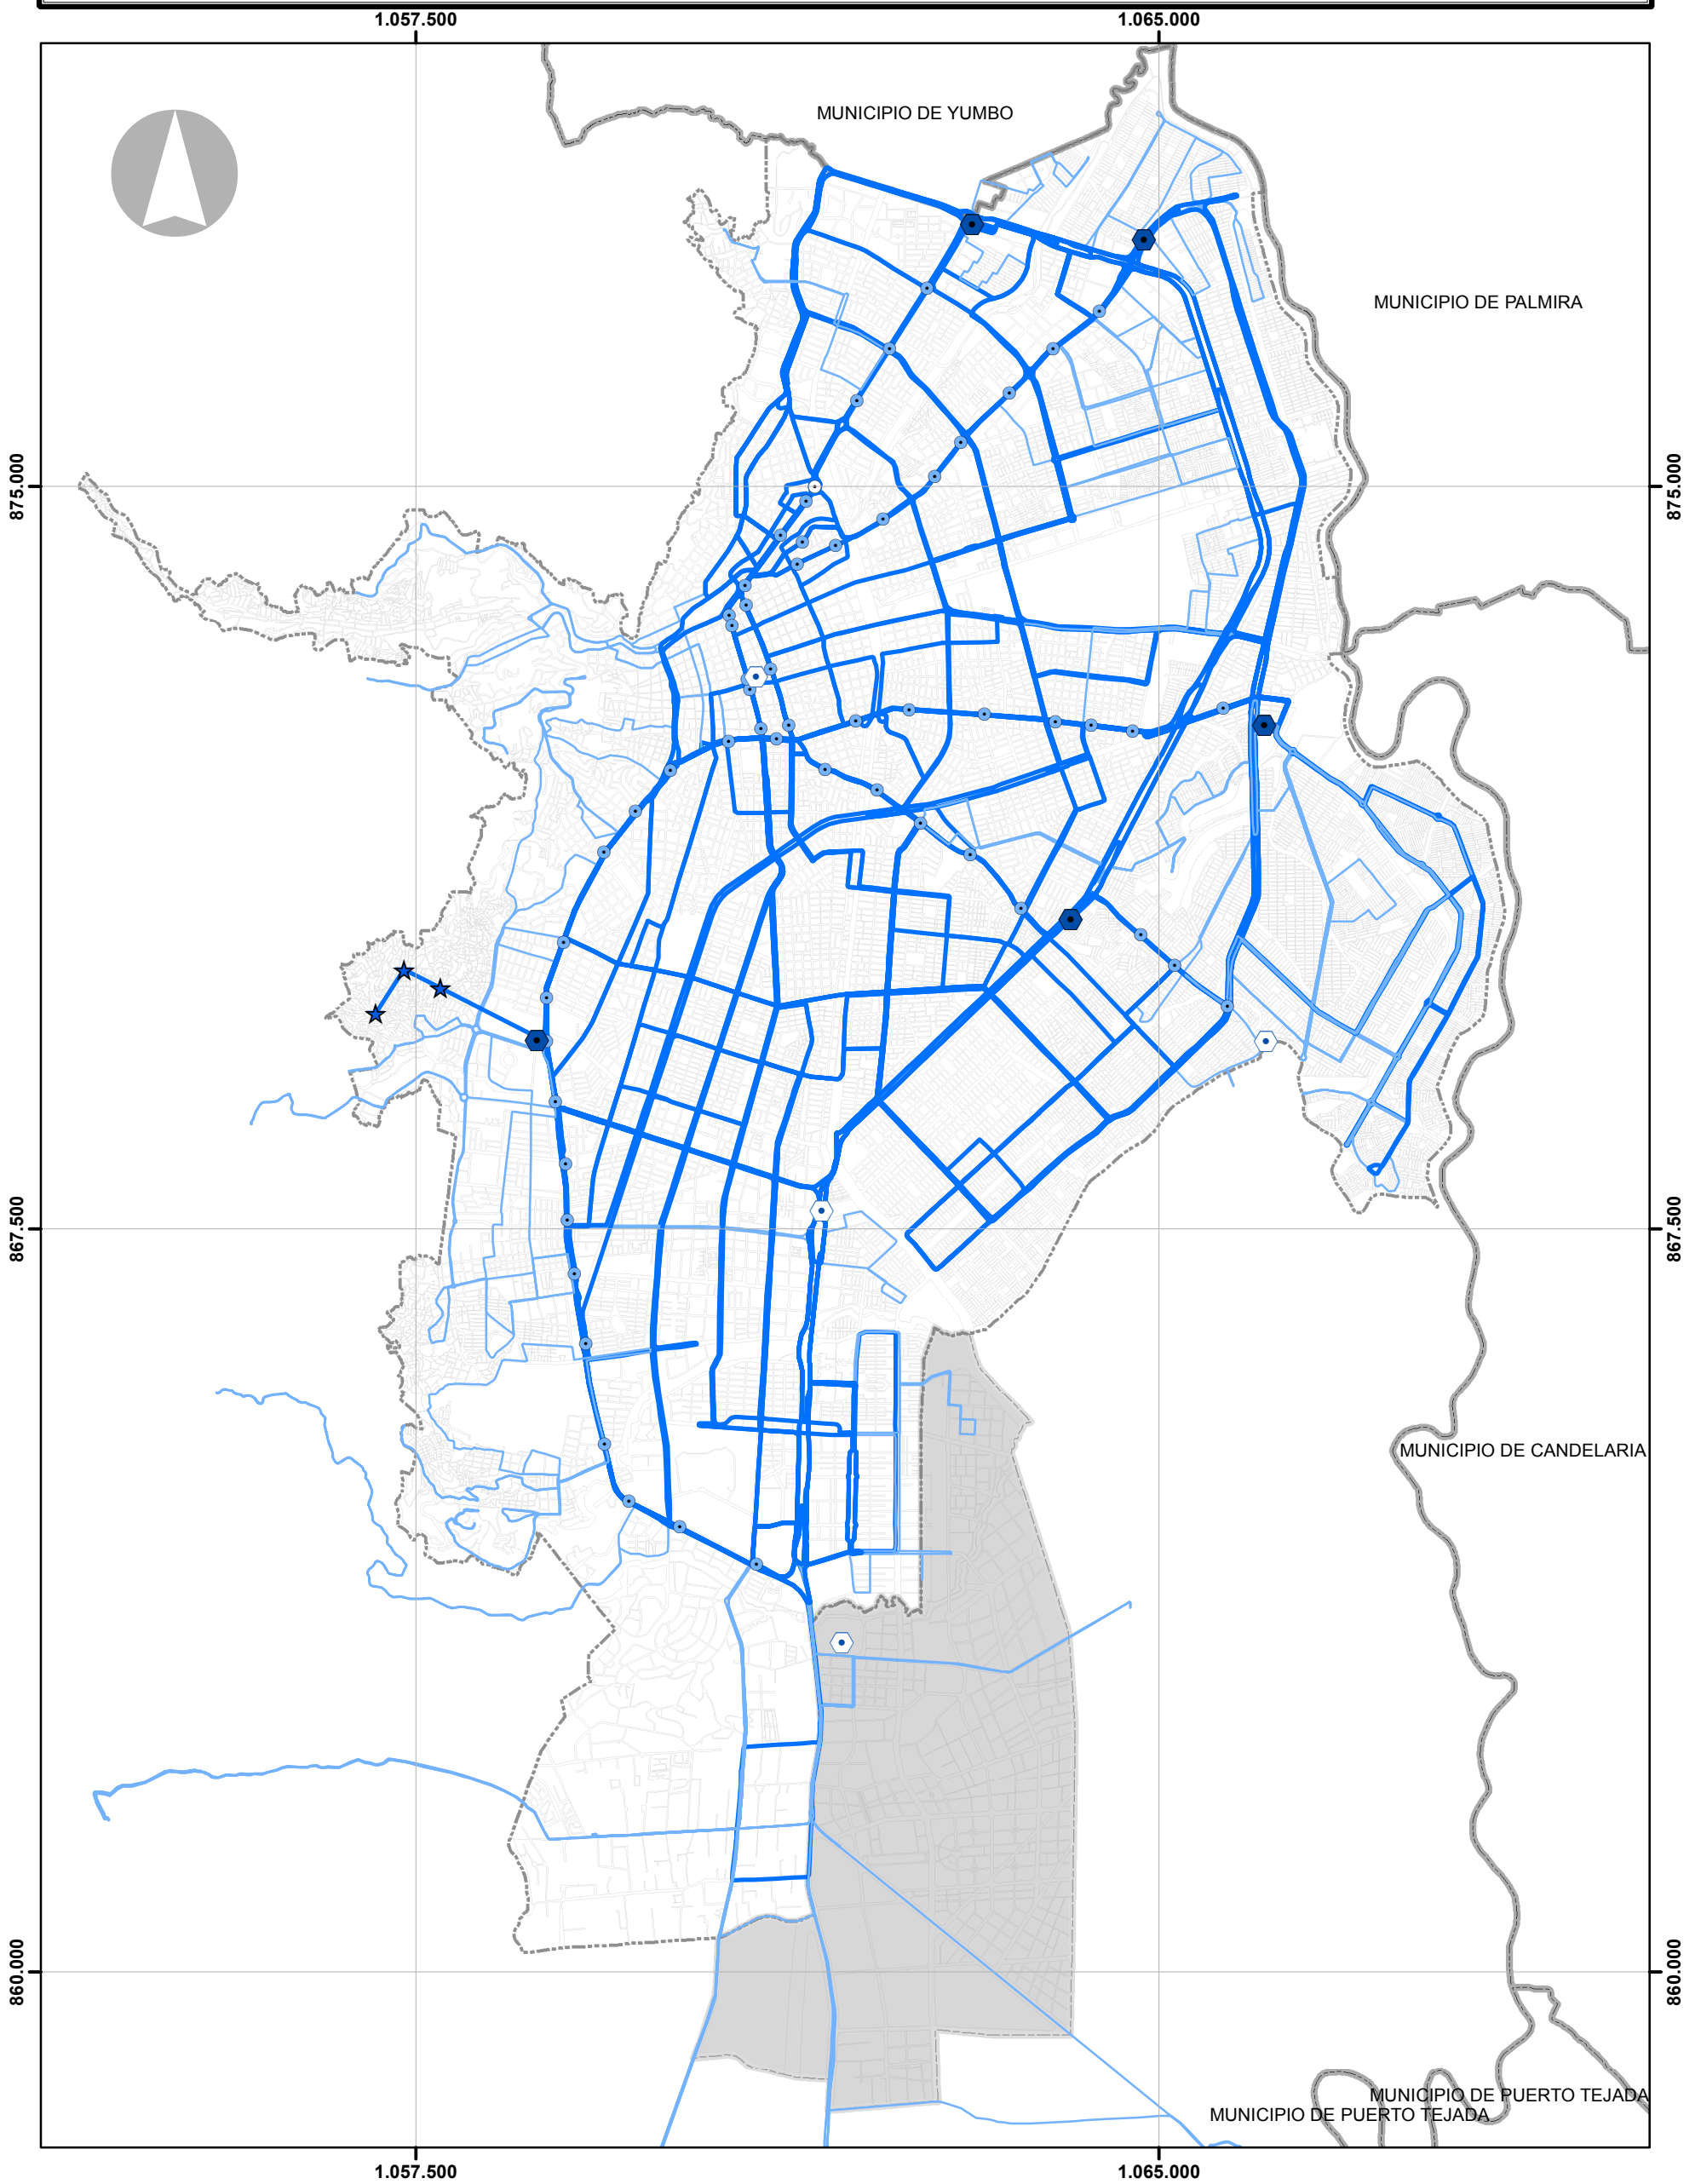 1.057.500
1.065.000
MUNICIPIO DE YUMBO
MUNICIPIO DE PALMIRA
875.000
875.000
867.500
867.500
MUNICIPIO DE CANDELARIA
860.000
860.000
MUNICIPIO DE PUERTO TEJADA
MUNICIPIO DE PUERTO TEJADA
1.057.500
1.065.000